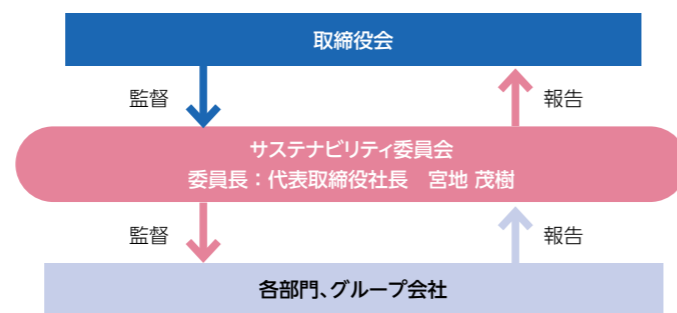 取締役会
監督
報告
サステナビリティ委員会
委員長：代表取締役社長　宮地 茂樹
監督
報告
各部門、グループ会社